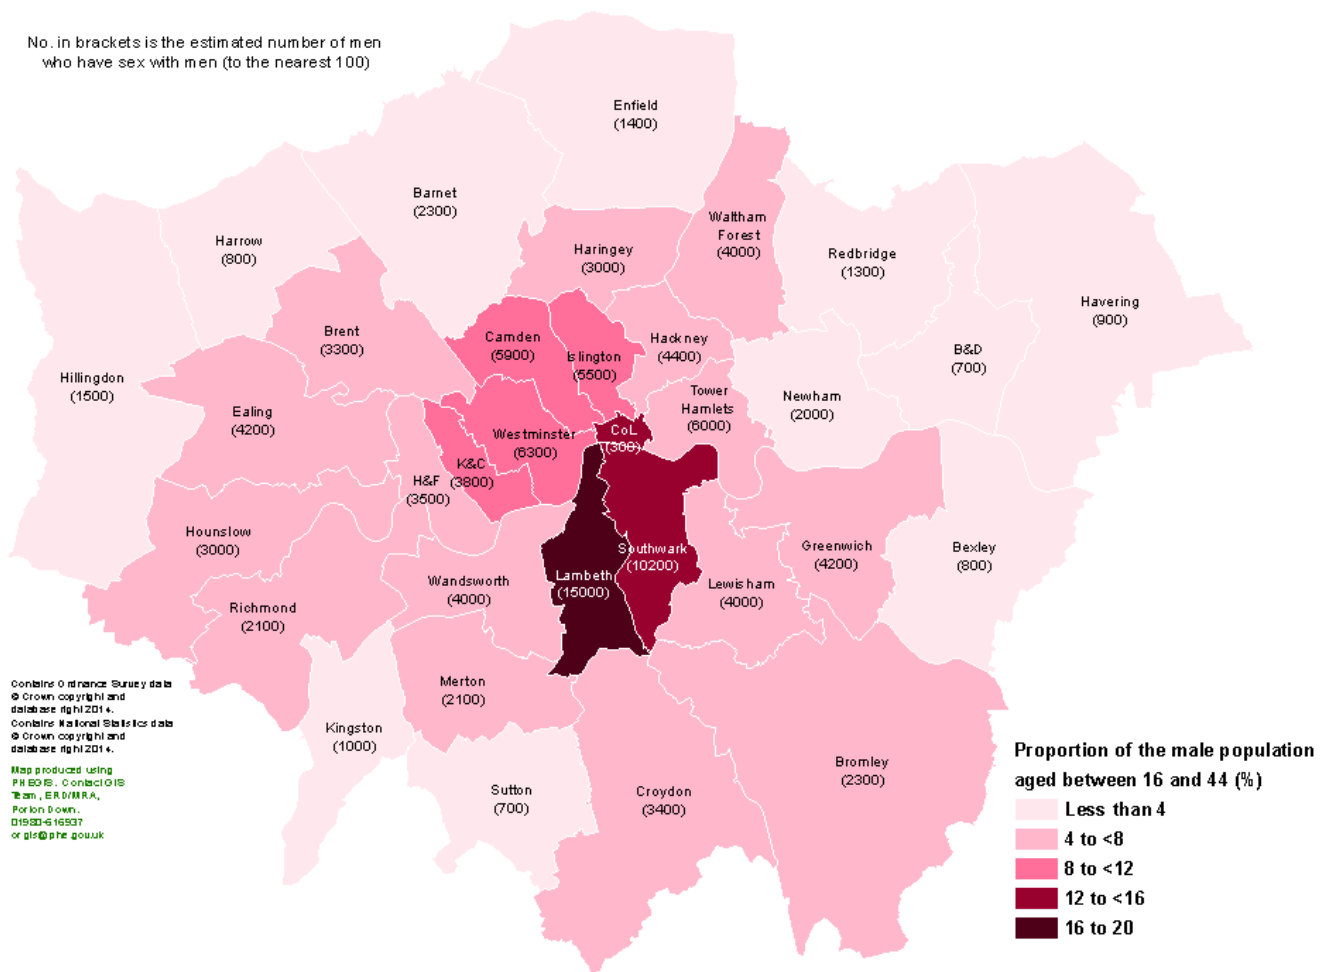 No. in brackets is the estimated number of men
who have sex with men (to the nearest 100)
Enfield
(1400)
Barnet
(2300)
Harrow
(800)
Waltham
Forest
(4000)
Haringey
(3000)
Redbridge
(1300)
Havering
(900)
Brent
(3300)
Camden
(5900)
Islington
(5500)
Hackney
(4400)
B&D
(700)
Hillingdon
(1500)
Ealing
(4200)
Tower
Hamlets
(6000)
Newham
(2000)
Westminster
(6300)
CoL
(300)
K&C
(3800)
H&F
(3500)
Hounslow
(3000)
Southwark
(10200)
Greenwich
(4200)
Bexley
(800)
Lambeth
(15000)
Wandsworth
(4000)
Lewisham
(4000)
Richmond
(2100)
Merton
(2100)
Kingston
(1000)
Sutton
(700)
Croydon
(3400)
Bromley
(2300)
Contains Ordnance Survey data
© Crown copyright and
database right 2014.
Contains National Statistics data
© Crown copyright and
database right 2014.
Map produced using
PHEGIS. Contact GIS
Team, ERD/MRA,
Porton Down.
01980-616937
or gis@phe.gov.uk
Proportion of the male population
aged between 16 and 44 (%)
Less than 4
4 to <8
8 to <12
12 to <16
16 to 20